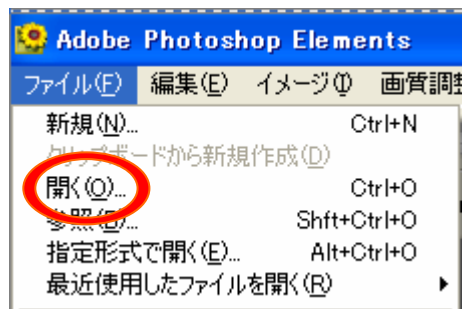 Adobe Photoshop Elements
ファイル(F) 編集(E) イメージ(I) 画質調整
新規(N)... Ctrl+N
クリップボードから新規作成(D)
開く(O)... Ctrl+O
参照(B)... Shft+Ctrl+O
指定形式で開く(E)... Alt+Ctrl+O
最近使用したファイルを開く(R)